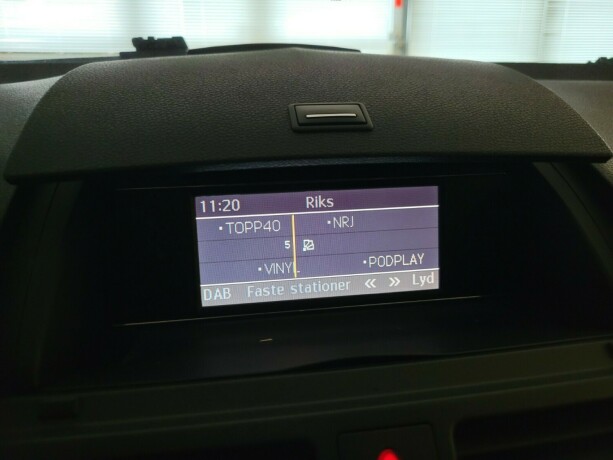 11:20 Riks
•TOPP40 •NRJ
5
•VINYL •PODPLAY
DAB Faste stationer << >> Lyd